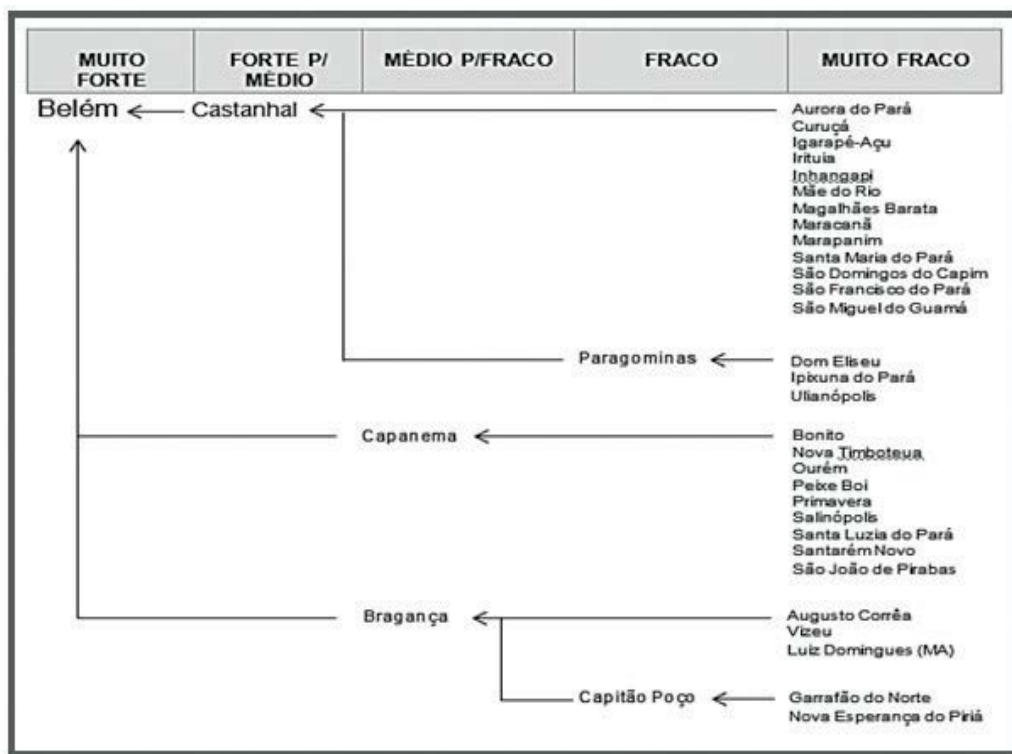 MUITO FORTE
FORTE P/ MÉDIO
MÉDIO P/FRACO
FRACO
MUITO FRACO
Belém
Castanhal
Aurora do Pará
Curuçá
Igarapé-Açu
Irituia
Inhangapi
Mãe do Rio
Magalhães Barata
Maracanã
Marapanim
Santa Maria do Pará
São Domingos do Capim
São Francisco do Pará
São Miguel do Guamá
Paragominas
Dom Eliseu
Ipixuna do Pará
Ulianópolis
Capanema
Bonito
Nova Timboteua
Ourém
Peixe Boi
Primavera
Salinópolis
Santa Luzia do Pará
Santarém Novo
São João de Pirabas
Bragança
Augusto Corrêa
Vizeu
Luiz Domingues (MA)
Capitão Poço
Garrafão do Norte
Nova Esperança do Piriá